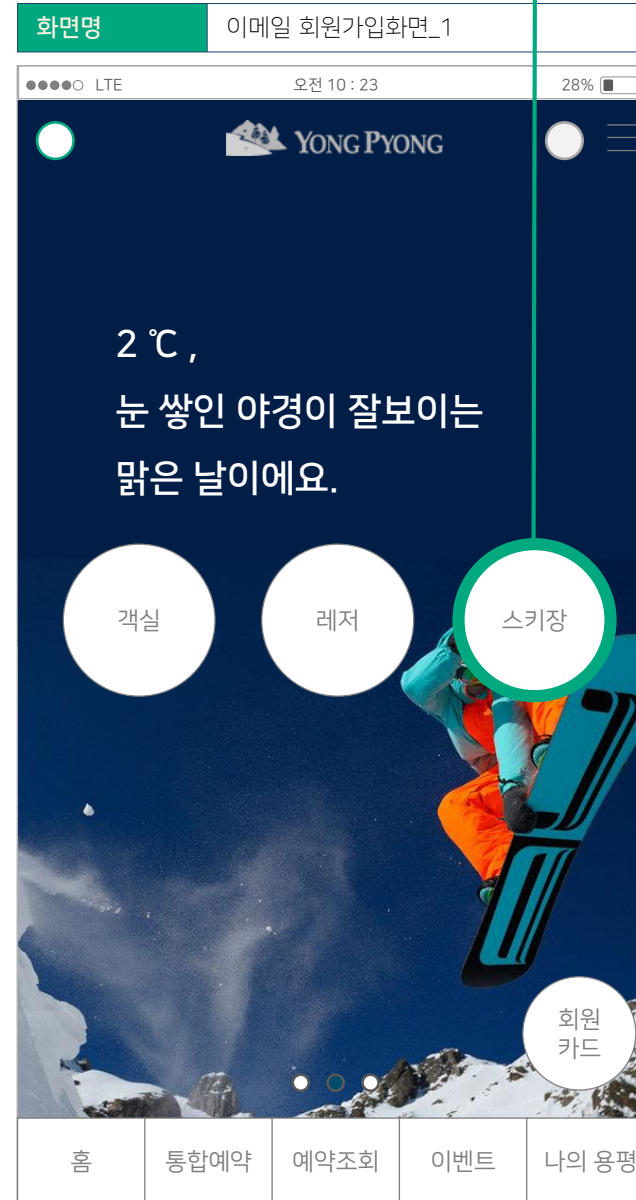 화면명
이메일 회원가입화면_1
LTE
오전 10 : 23
28%
YONG PYONG
2 ℃ ,
눈 쌓인 야경이 잘보이는
맑은 날이에요.
객실
레저
스키장
회원
카드
홈
통합예약
예약조회
이벤트
나의 용평